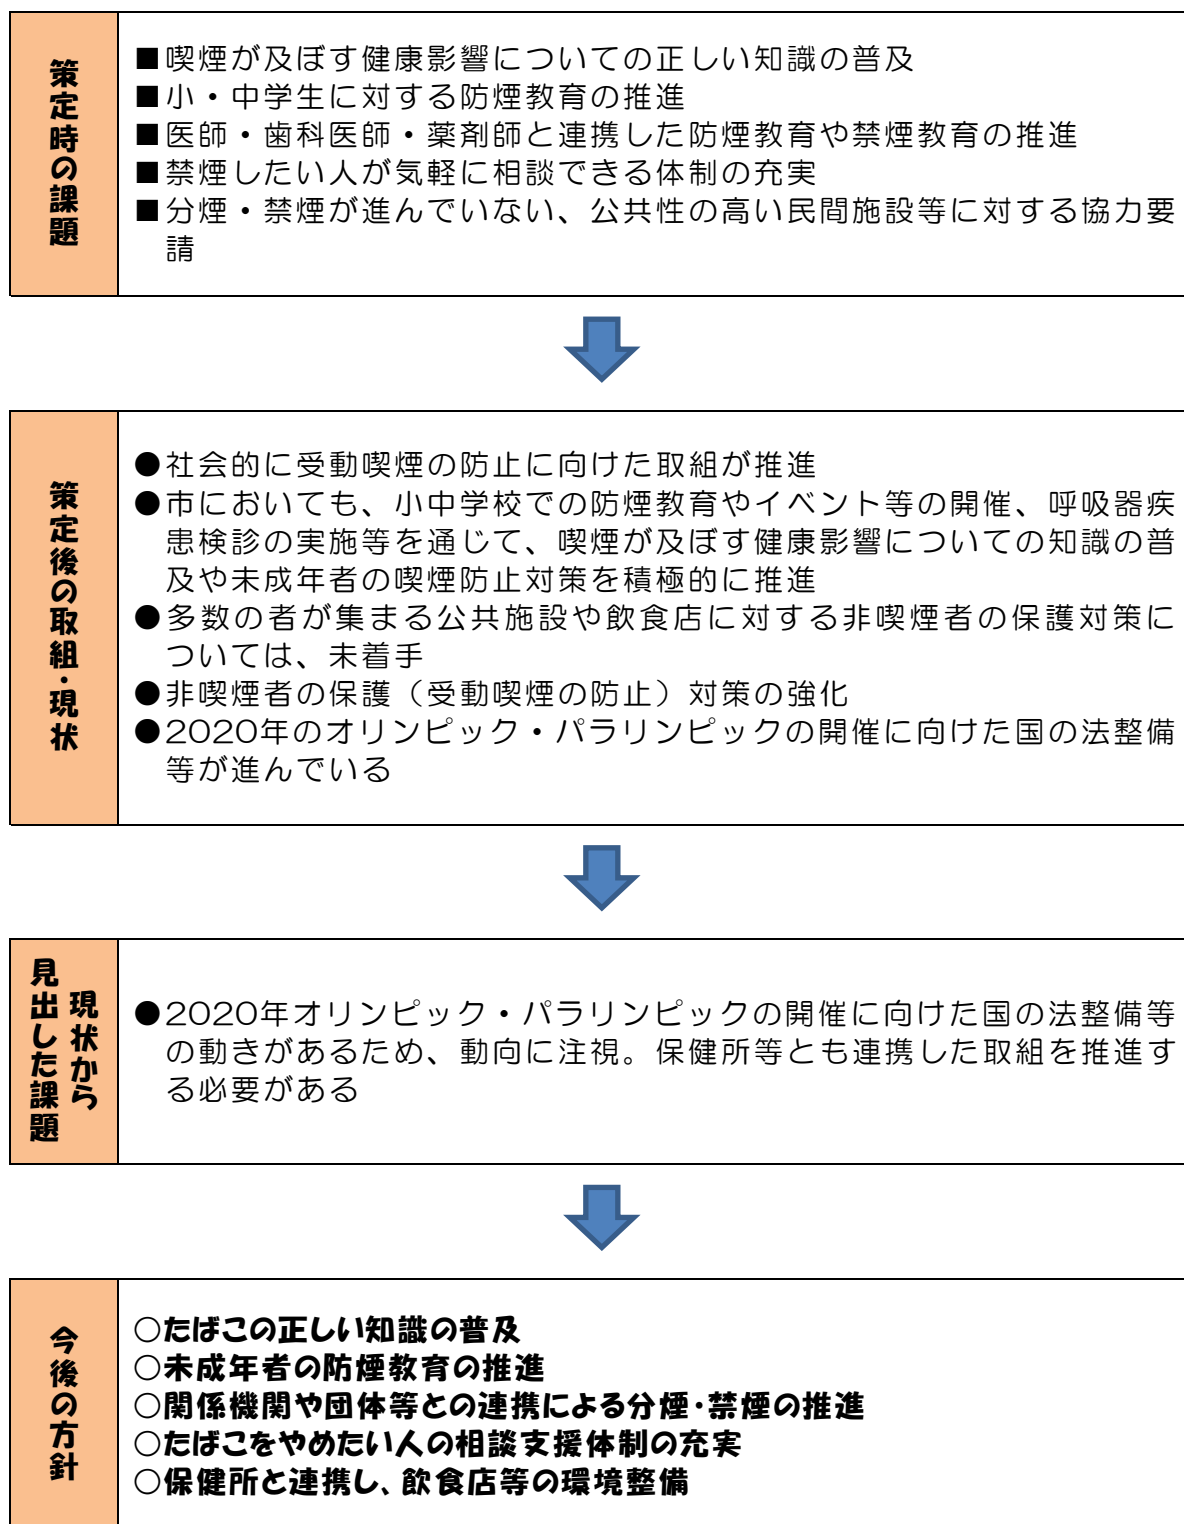 策定時の課題
■喫煙が及ぼす健康影響についての正しい知識の普及
■小・中学生に対する防煙教育の推進
■医師・歯科医師・薬剤師と連携した防煙教育や禁煙教育の推進
■禁煙したい人が気軽に相談できる体制の充実
■分煙・禁煙が進んでいない、公共性の高い民間施設等に対する協力要
請
策定後の取組・現状
●社会的に受動喫煙の防止に向けた取組が推進
●市においても、小中学校での防煙教育やイベント等の開催、呼吸器疾
患検診の実施等を通じて、喫煙が及ぼす健康影響についての知識の普
及や未成年者の喫煙防止対策を積極的に推進
●多数の者が集まる公共施設や飲食店に対する非喫煙者の保護対策に
ついては、未着手
●非喫煙者の保護（受動喫煙の防止）対策の強化
●2020年のオリンピック・パラリンピックの開催に向けた国の法整備
等が進んでいる
現状から
見出した課題
●2020年オリンピック・パラリンピックの開催に向けた国の法整備等
の動きがあるため、動向に注視。保健所等とも連携した取組を推進す
る必要がある
今後の方針
○たばこの正しい知識の普及
○未成年者の防煙教育の推進
○関係機関や団体等との連携による分煙・禁煙の推進
○たばこをやめたい人の相談支援体制の充実
○保健所と連携し、飲食店等の環境整備